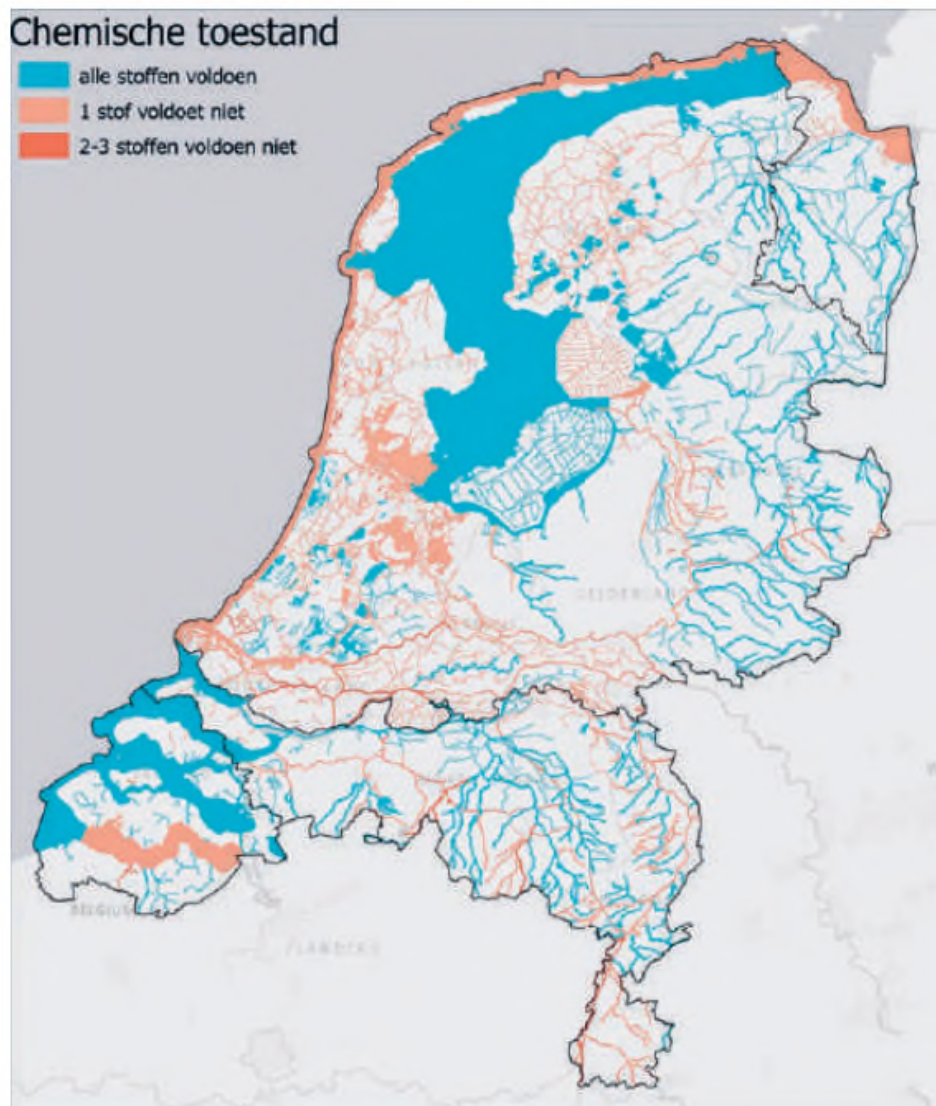 Chemische toestand
alle stoffen voldoen
1 stof voldoet niet
2-3 stoffen voldoen niet
GELDERLAND
BELGIUM
FLANDERS